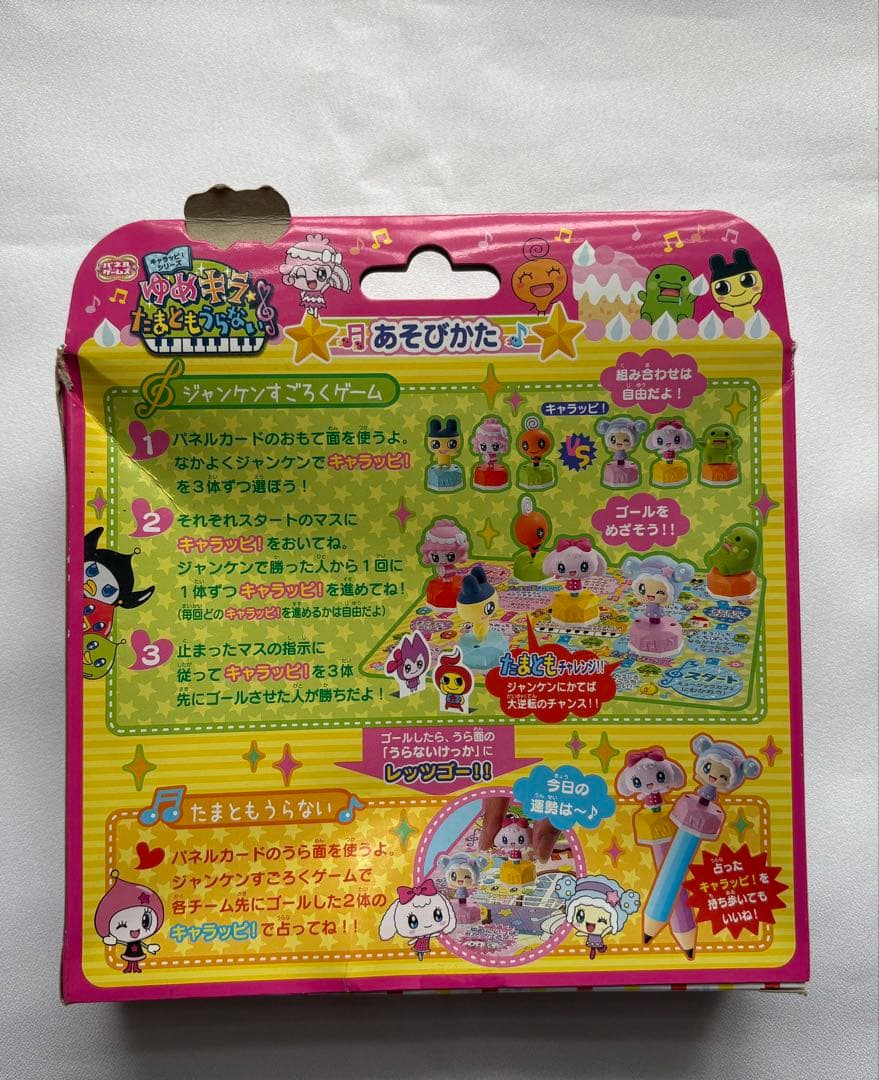 パネルゲームズ
キャラッピ!シリーズ
ゆめキラ
たまともうらない
あそびかた
ジャンケンすごろくゲーム
1 パネルカードのおもて面を使うよ。
なかよくジャンケンでキャラッピ!
を3体ずつ選ぼう!
キャラッピ!
VS
組み合わせは
自由だよ!
2 それぞれスタートのマスに
キャラッピ!をおいてね。
ジャンケンで勝った人から1回に
1体ずつキャラッピ!を進めてね!
(毎回どのキャラッピ!を進めるかは自由だよ)
ゴールを
めざそう!!
3 止まったマスの指示に
従ってキャラッピ!を3体
先にゴールさせた人が勝ちだよ!
たまともチャレンジ!!
ジャンケンにかてば
大逆転のチャンス!!
スタート
ゴールしたら、うら面の
「うらないけっか」に
レッツゴー!!
たまともうらない
パネルカードのうら面を使うよ。
ジャンケンすごろくゲームで
各チーム先にゴールした2体の
キャラッピ!で占ってね!!
今日の
運勢は〜♪
占った
キャラッピ!を
持ち歩いても
いいね!